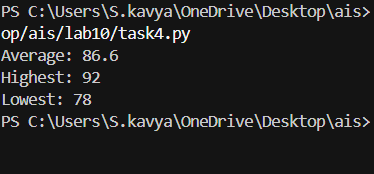 PS C:\Users\S.kavya\OneDrive\Desktop\ais>
op/ais/lab10/task4.py
Average: 86.6
Highest: 92
Lowest: 78
PS C:\Users\S.kavya\OneDrive\Desktop\ais>